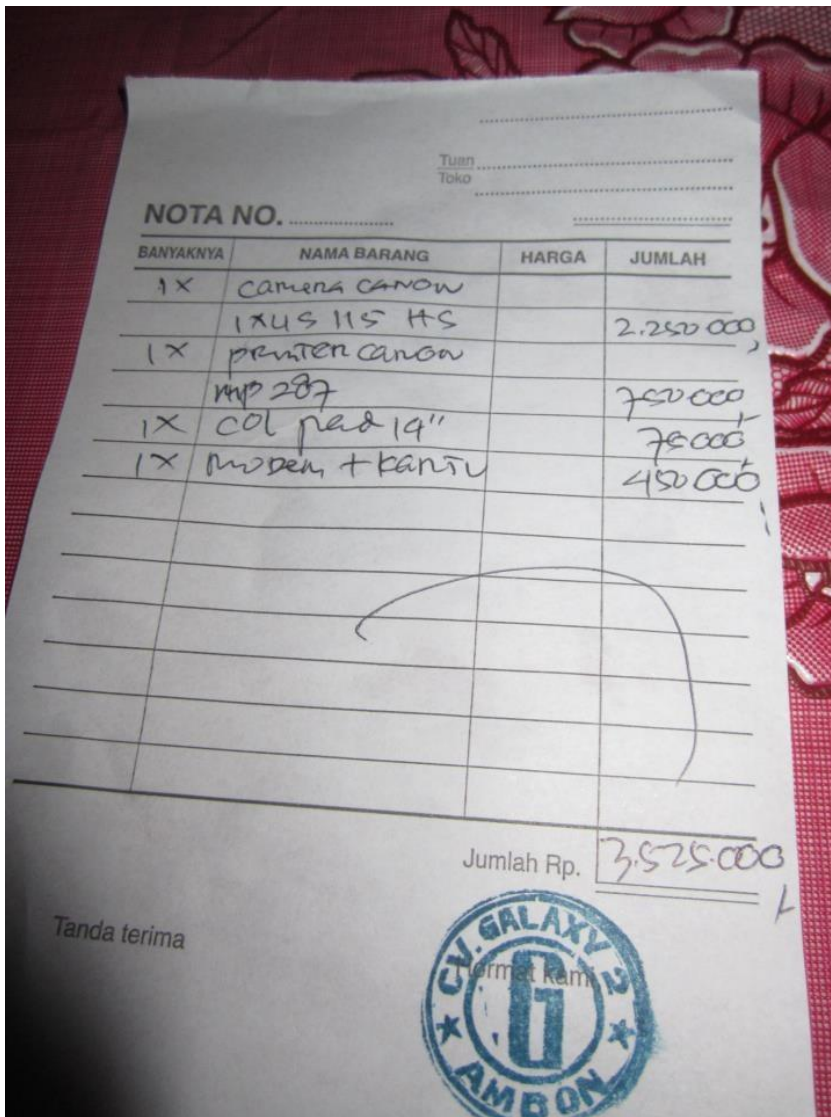 Tuan
Toko
NOTA NO. ....................
BANYAKNYA NAMA BARANG HARGA JUMLAH
1X camera CANON
IXUS 115 HS 2.250 000,
1X printer canon
mp 287 750 000,-
1X col pad 14" 75 000,-
1X modem + kartu 450 000,-
Jumlah Rp. 3.525.000,-
Tanda terima
Hormat kami
CV. GALAXY 2
G
AMBON